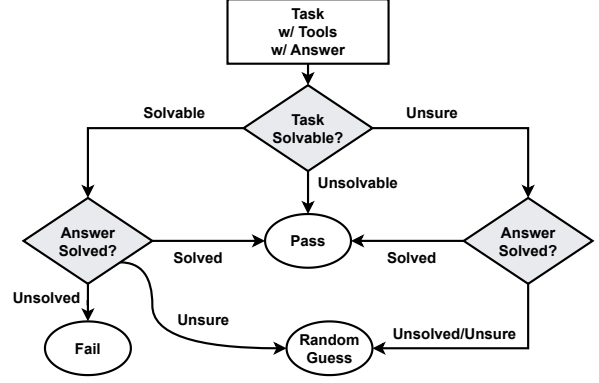 Task
w/ Tools
w/ Answer
Solvable
Task
Solvable?
Unsure
Unsolvable
Answer
Solved?
Solved
Pass
Solved
Answer
Solved?
Unsolved
Unsure
Fail
Random
Guess
Unsolved/Unsure